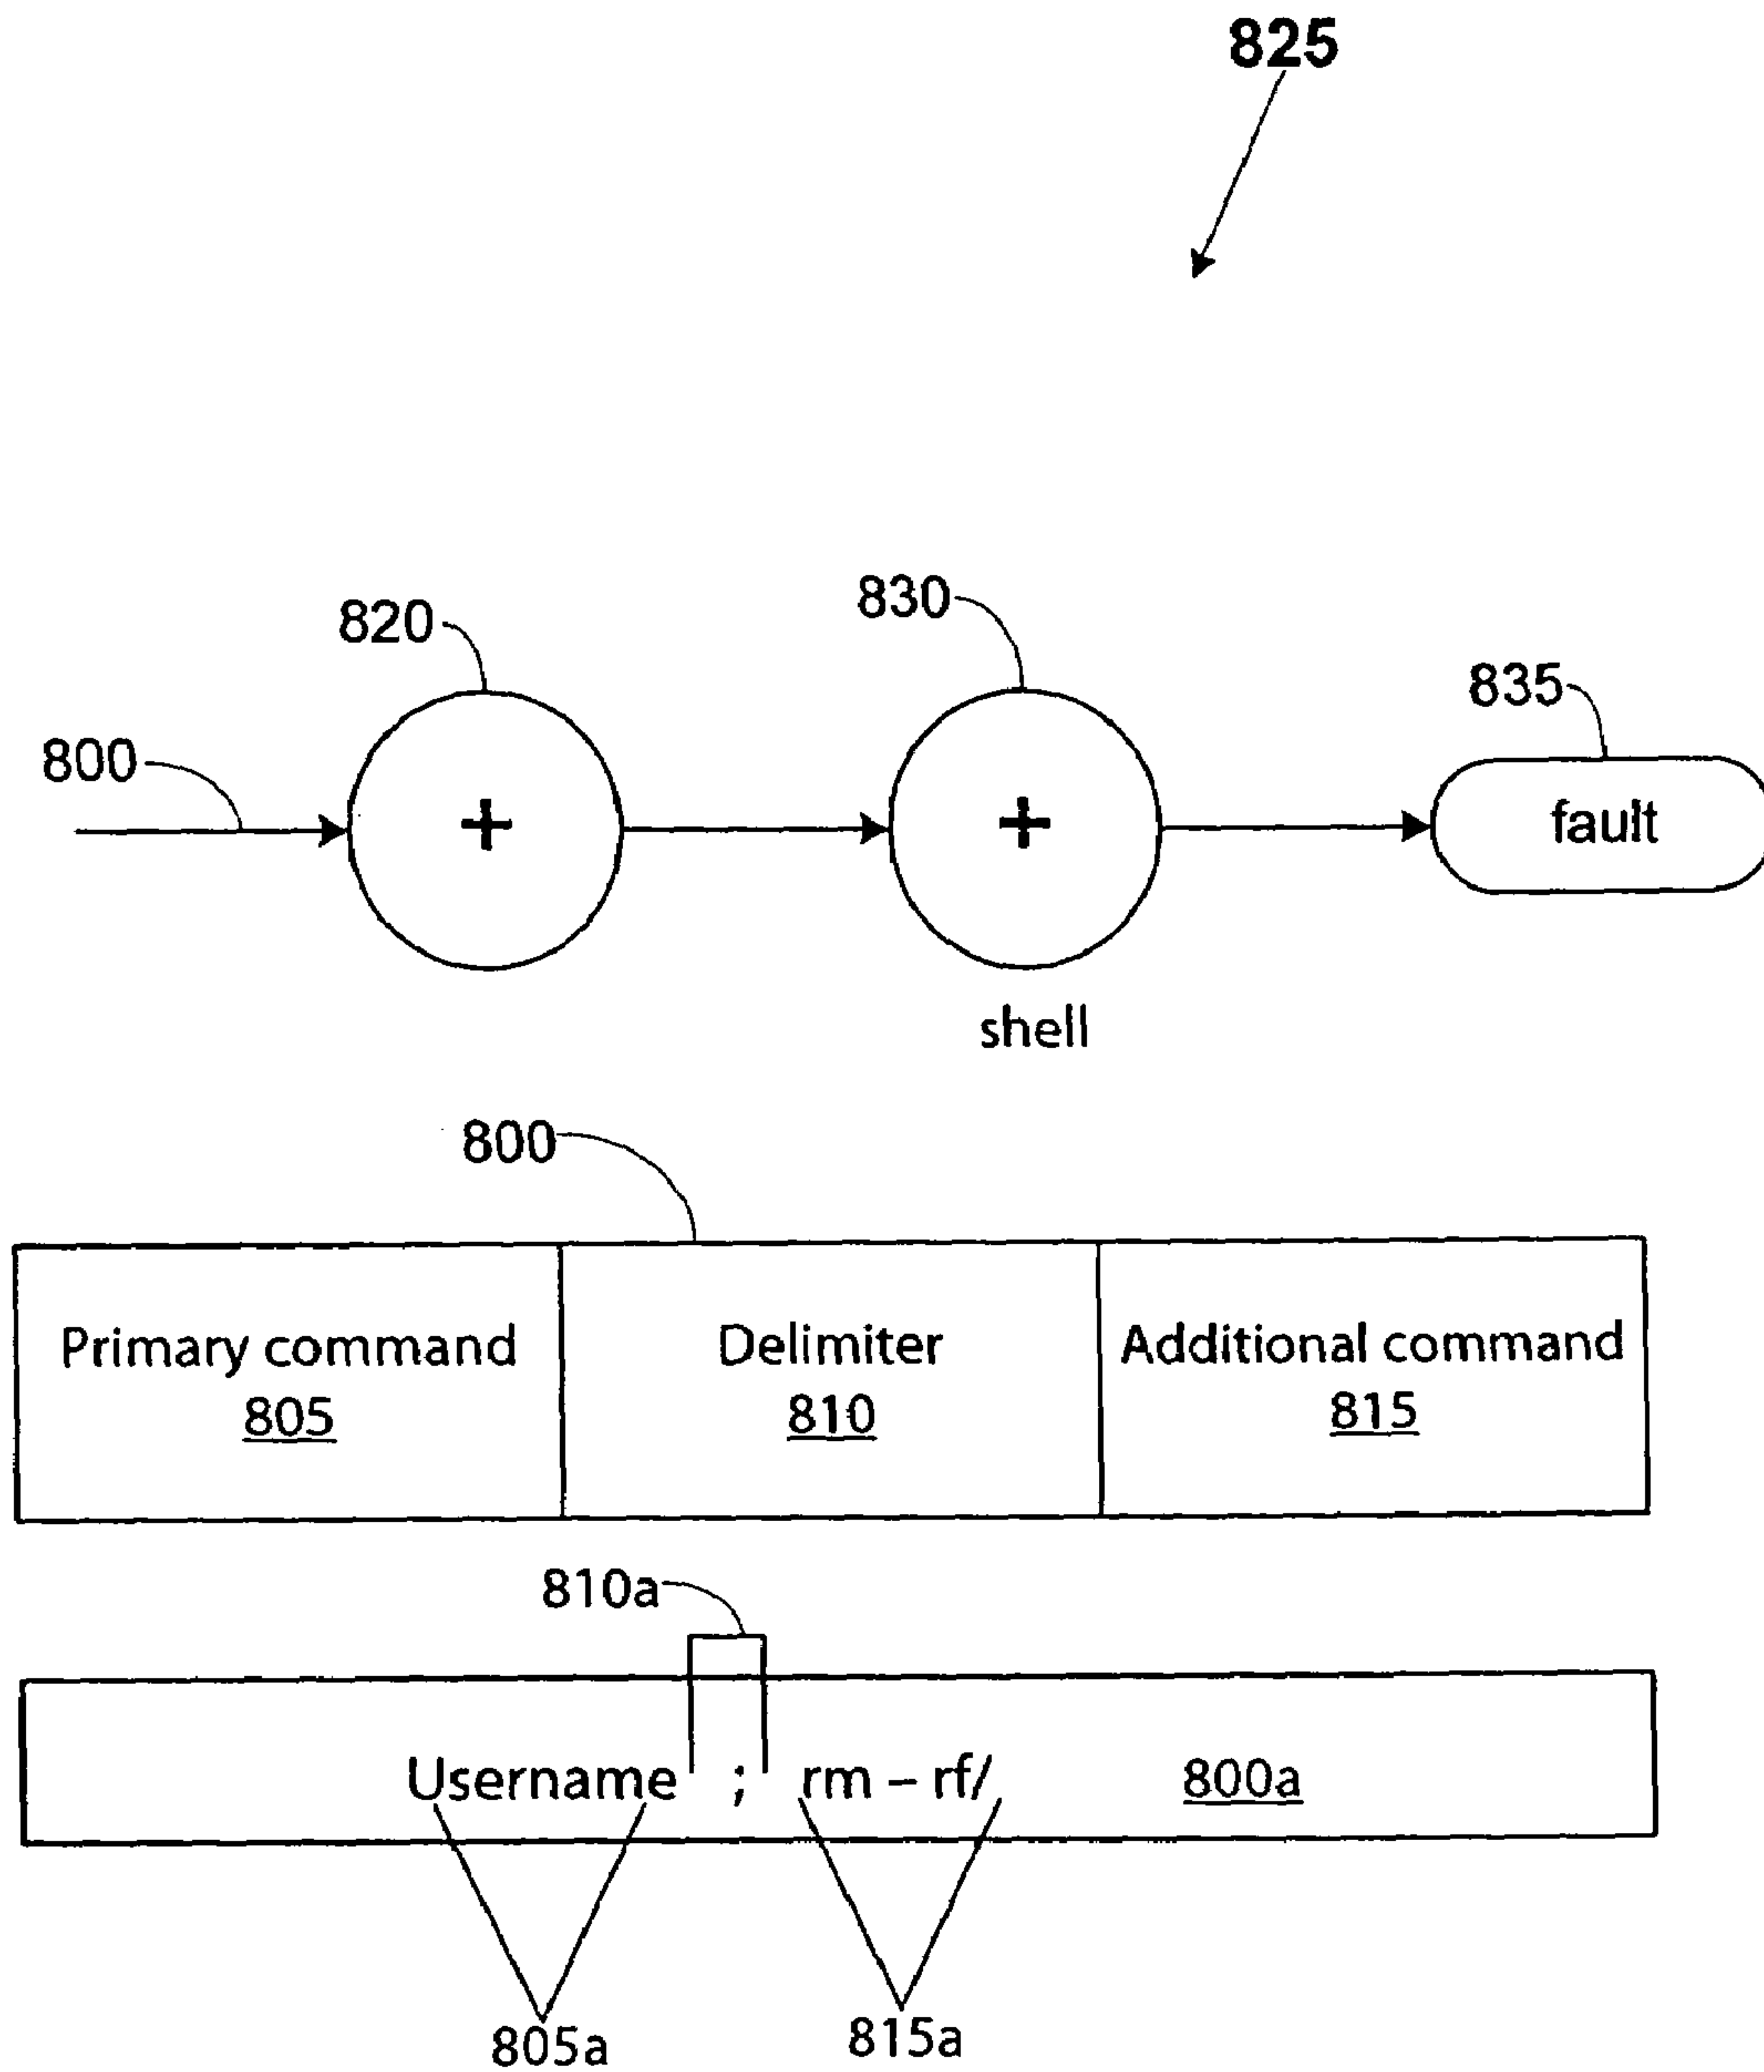 825
820
830
835
800
+
+
fault
shell
800
Primary command
805
Delimiter
810
Additional command
815
810a
Username ; rm – rf/ 800a
805a
815a